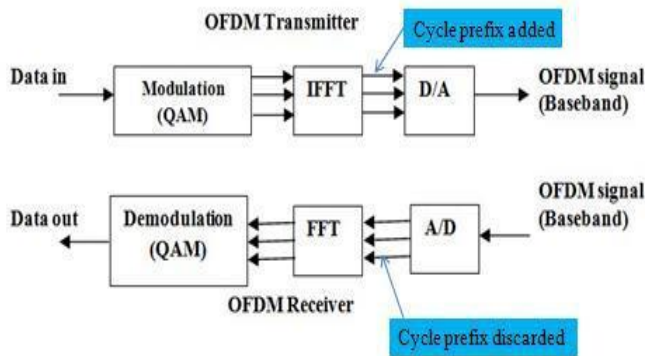 OFDM Transmitter
Cycle prefix added
Data in
Modulation
(QAM)
IFFT
D/A
OFDM signal
(Baseband)
Data out
Demodulation
(QAM)
FFT
A/D
OFDM signal
(Baseband)
OFDM Receiver
Cycle prefix discarded